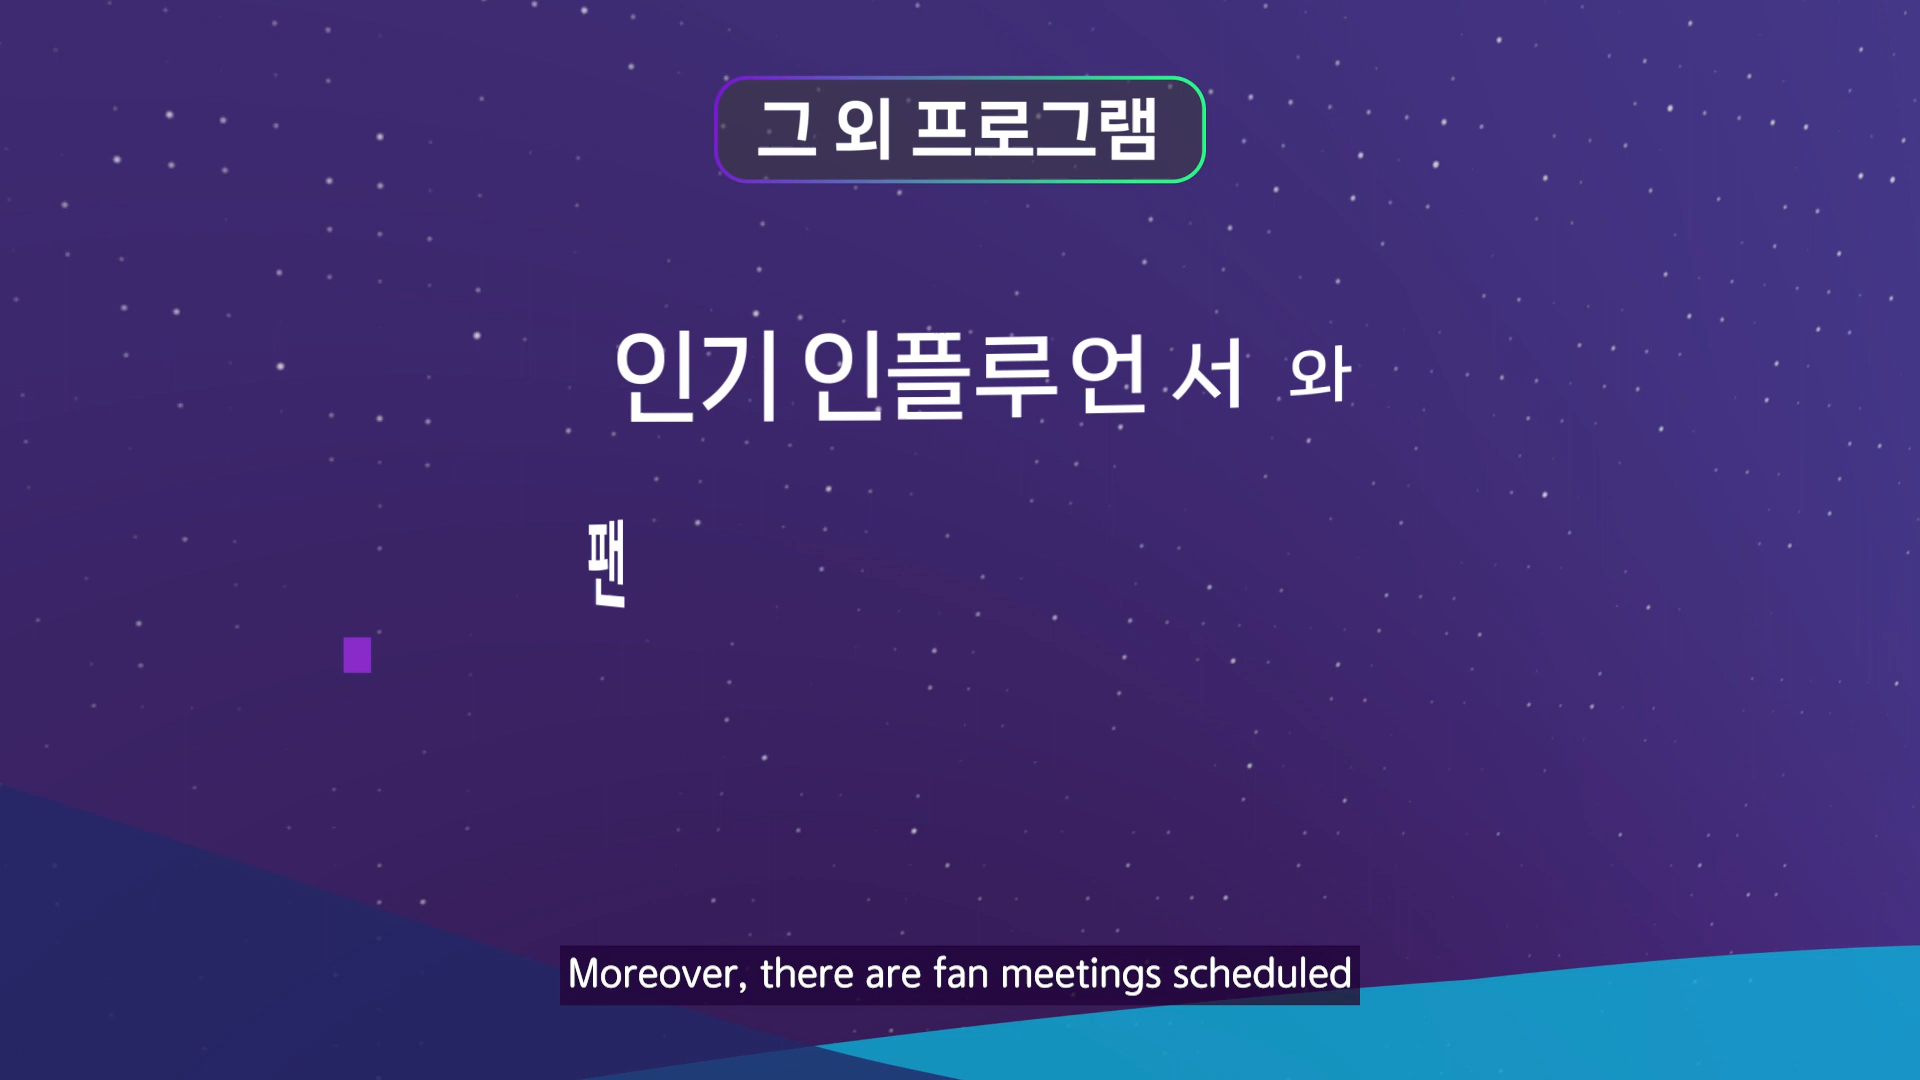 그 외 프로그램
인기 인플루언서와
팬
Moreover, there are fan meetings scheduled